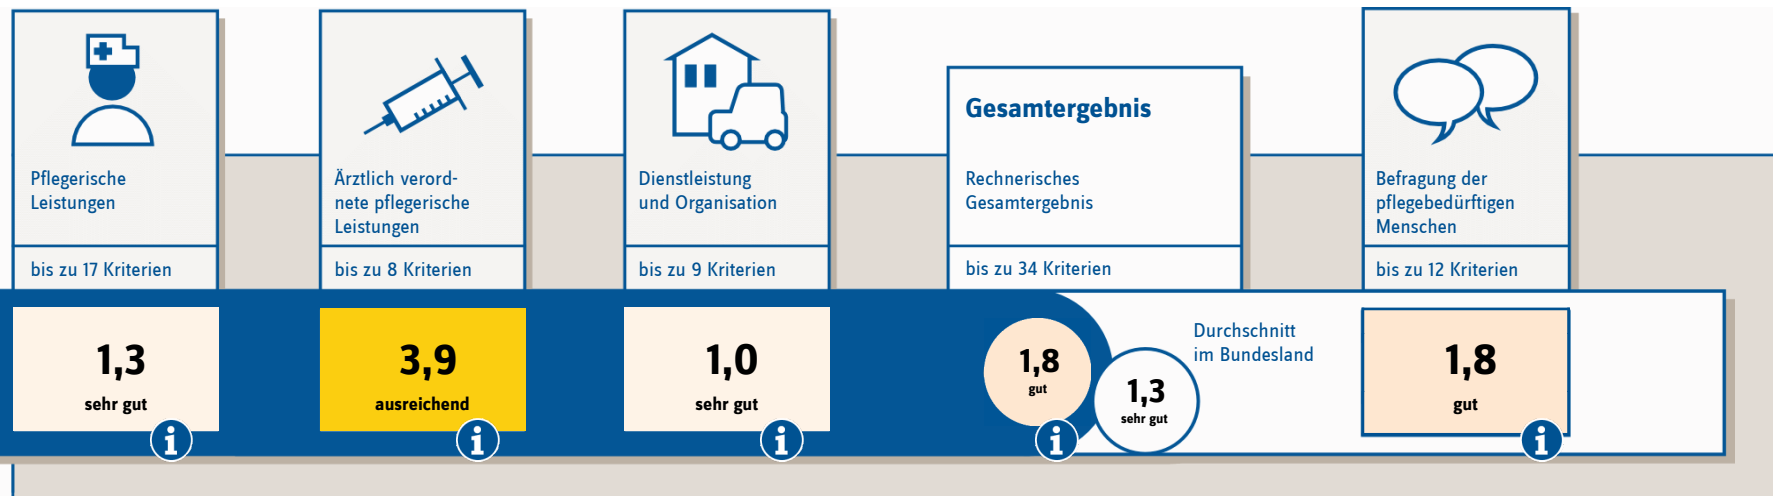 Pflegerische
Leistungen
bis zu 17 Kriterien
1,3
sehr gut
i
Ärztlich verord-
nete pflegerische
Leistungen
bis zu 8 Kriterien
3,9
ausreichend
i
Dienstleistung
und Organisation
bis zu 9 Kriterien
1,0
sehr gut
i
Gesamtergebnis
Rechnerisches
Gesamtergebnis
bis zu 34 Kriterien
1,8
gut
i
Durchschnitt
im Bundesland
1,3
sehr gut
Befragung der
pflegebedürftigen
Menschen
bis zu 12 Kriterien
1,8
gut
i